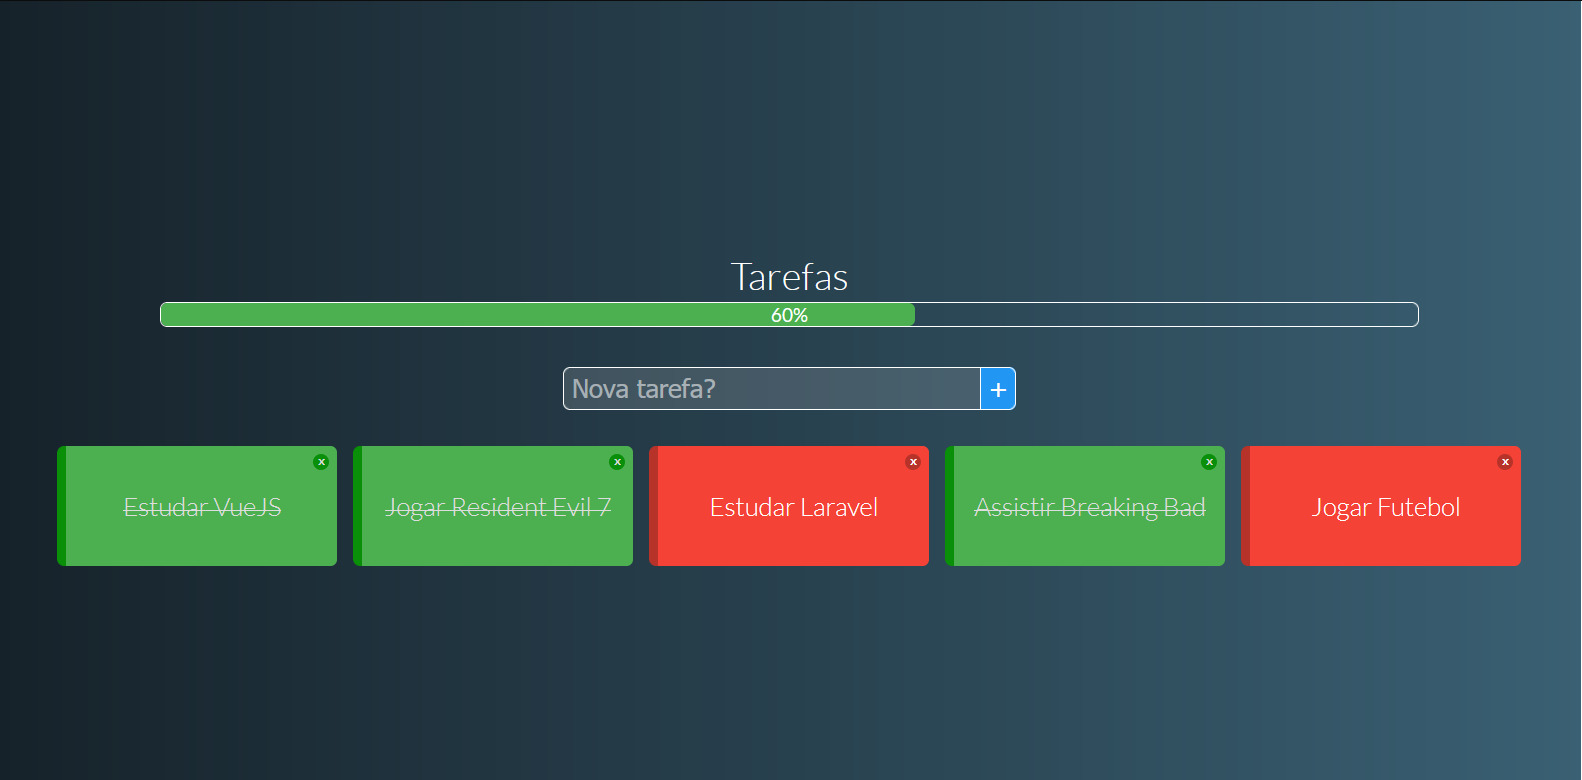 Tarefas
60%
Nova tarefa? +
x x x x x
Estudar VueJS Jogar Resident Evil 7 Estudar Laravel Assistir Breaking Bad Jogar Futebol